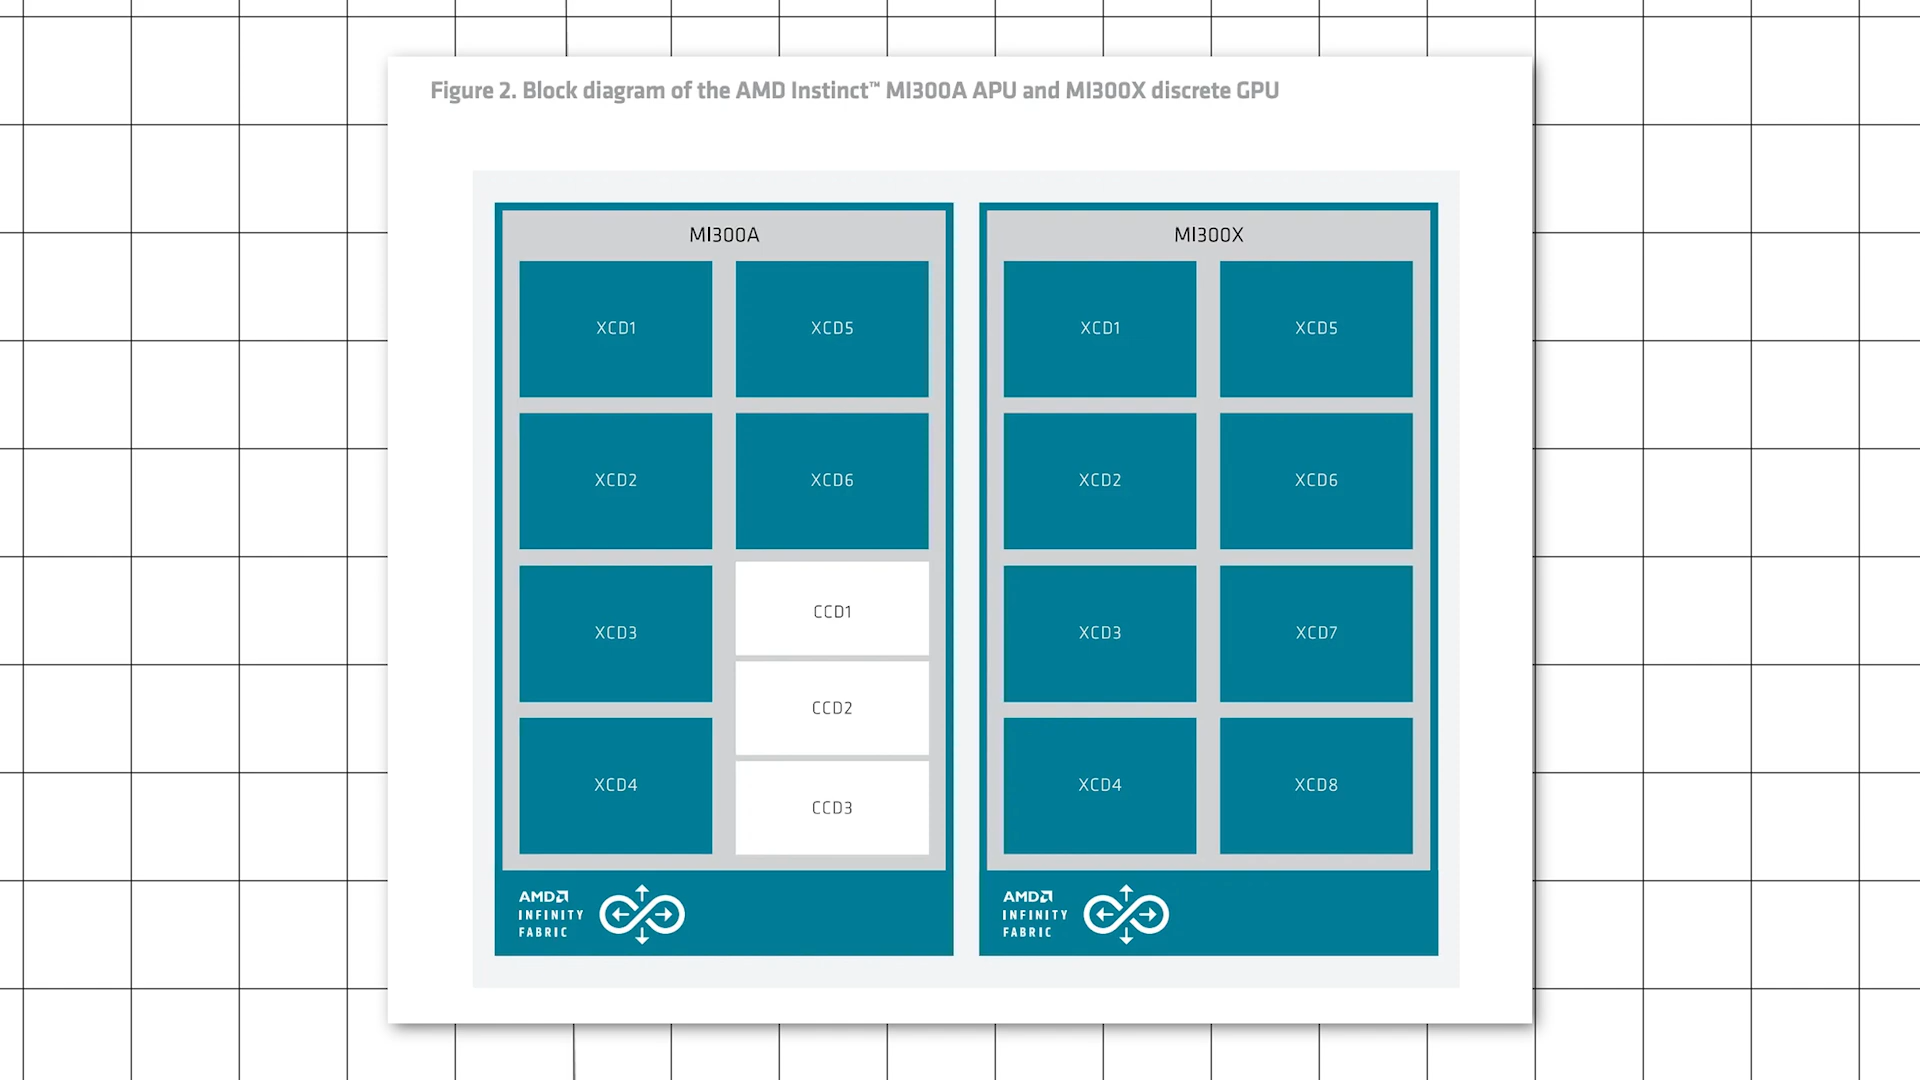 Figure 2. Block diagram of the AMD Instinct™ MI300A APU and MI300X discrete GPU
MI300A
XCD1
XCD5
XCD2
XCD6
XCD3
CCD1
CCD2
XCD4
CCD3
AMD
INFINITY
FABRIC
MI300X
XCD1
XCD5
XCD2
XCD6
XCD3
XCD7
XCD4
XCD8
AMD
INFINITY
FABRIC